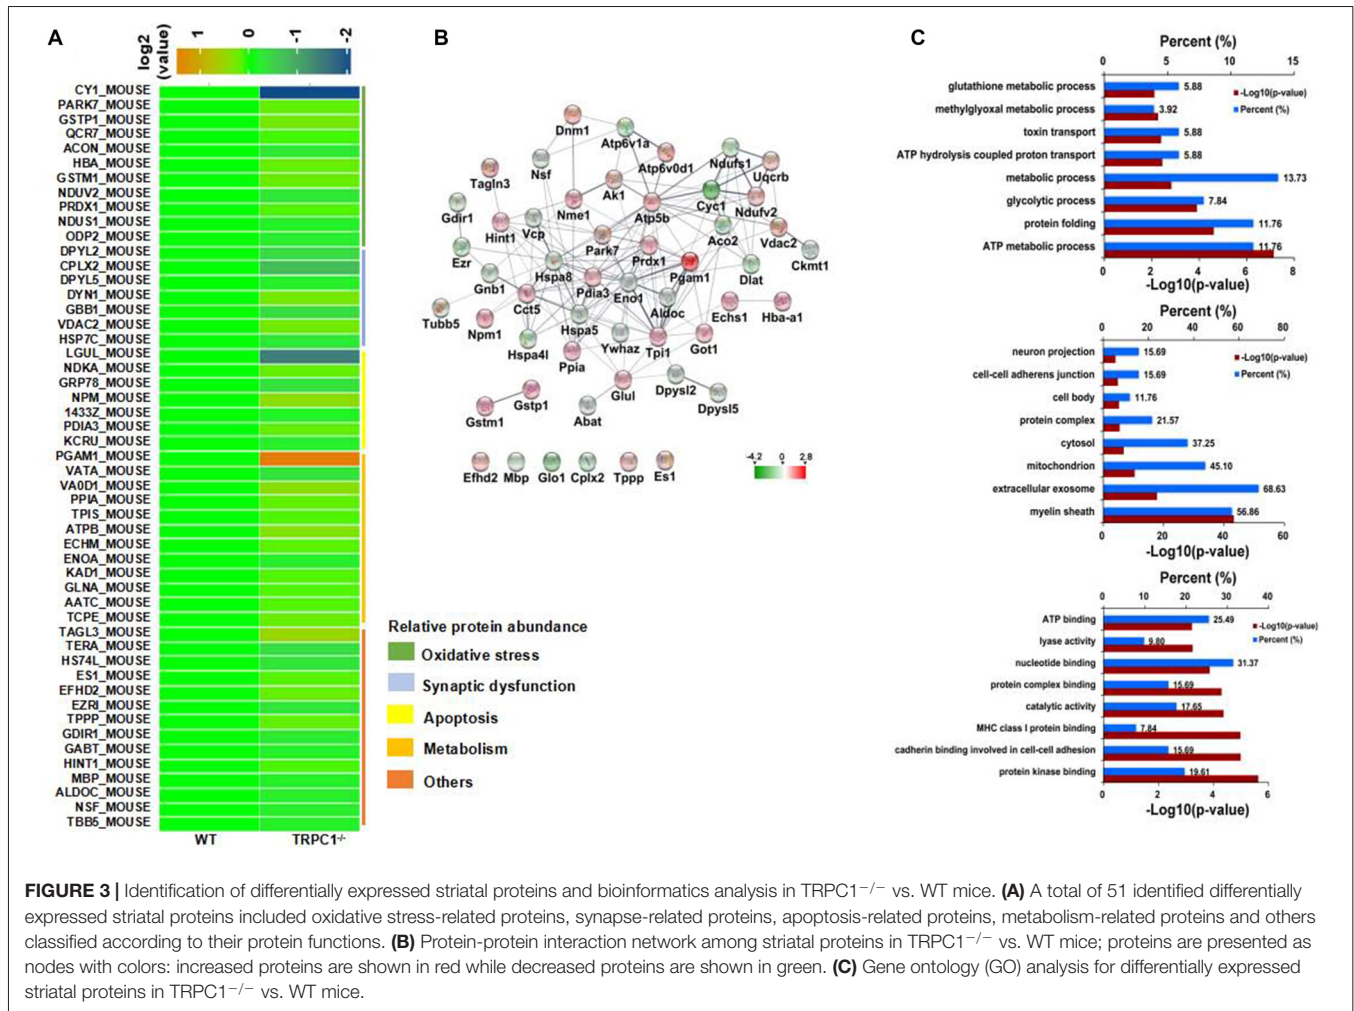 A
log2
(value)
1
0
-1
-2
CY1_MOUSE
PARK7_MOUSE
GSTP1_MOUSE
QCR7_MOUSE
ACON_MOUSE
HBA_MOUSE
GSTM1_MOUSE
NDUV2_MOUSE
PRDX1_MOUSE
NDUS1_MOUSE
ODP2_MOUSE
DPYL2_MOUSE
CPLX2_MOUSE
DPYL5_MOUSE
DYN1_MOUSE
GBB1_MOUSE
VDAC2_MOUSE
HSP7C_MOUSE
LGUL_MOUSE
NDKA_MOUSE
GRP78_MOUSE
NPM_MOUSE
1433Z_MOUSE
PDIA3_MOUSE
KCRU_MOUSE
PGAM1_MOUSE
VATA_MOUSE
VA0D1_MOUSE
PPIA_MOUSE
TPIS_MOUSE
ATPB_MOUSE
ECHM_MOUSE
ENOA_MOUSE
KAD1_MOUSE
GLNA_MOUSE
AATC_MOUSE
TCPE_MOUSE
TAGL3_MOUSE
TERA_MOUSE
HS74L_MOUSE
ES1_MOUSE
EFHD2_MOUSE
EZRI_MOUSE
TPPP_MOUSE
GDIR1_MOUSE
GABT_MOUSE
HINT1_MOUSE
MBP_MOUSE
ALDOC_MOUSE
NSF_MOUSE
TBB5_MOUSE
WT TRPC1-/-
B
Dnm1
Atp6v1a
Nsf
Atp6v0d1
Ndufs1
Uqcrb
Tagln3
Ak1
Gdir1
Nme1
Atp5b
Cyc1
Ndufv2
Hint1
Vcp
Park7
Aco2
Vdac2
Ezr
Prdx1
Ckmt1
Hspa8
Pgam1
Dlat
Gnb1
Pdia3
Eno1
Cct5
Aldoc
Echs1
Hba-a1
Tubb5
Npm1
Hspa5
Hspa4l
Ywhaz
Tpi1
Got1
Ppia
Gstp1
Glul
Dpysl2
Gstm1
Abat
Dpysl5
Efhd2 Mbp Glo1 Cplx2 Tppp Es1
-4.2 0 2.8
Relative protein abundance
Oxidative stress
Synaptic dysfunction
Apoptosis
Metabolism
Others
C
Percent (%)
0 5 10 15
glutathione metabolic process 5.88
methylglyoxal metabolic process 3.92
toxin transport 5.88
ATP hydrolysis coupled proton transport 5.88
metabolic process 13.73
glycolytic process 7.84
protein folding 11.76
ATP metabolic process 11.76
-Log10(p-value)
Percent (%)
0 2 4 6 8
-Log10(p-value)
Percent (%)
0 20 40 60 80
neuron projection 15.69
cell-cell adherens junction 15.69
cell body 11.76
protein complex 21.57
cytosol 37.25
mitochondrion 45.10
extracellular exosome 68.63
myelin sheath 56.86
-Log10(p-value)
Percent (%)
0 20 40 60
-Log10(p-value)
Percent (%)
0 10 20 30 40
ATP binding 25.49
lyase activity 9.80
nucleotide binding 31.37
protein complex binding 15.69
catalytic activity 17.65
MHC class I protein binding 7.84
cadherin binding involved in cell-cell adhesion 15.69
protein kinase binding 19.61
-Log10(p-value)
Percent (%)
0 2 4 6
-Log10(p-value)
FIGURE 3 | Identification of differentially expressed striatal proteins and bioinformatics analysis in TRPC1−/− vs. WT mice. (A) A total of 51 identified differentially
expressed striatal proteins included oxidative stress-related proteins, synapse-related proteins, apoptosis-related proteins, metabolism-related proteins and others
classified according to their protein functions. (B) Protein-protein interaction network among striatal proteins in TRPC1−/− vs. WT mice; proteins are presented as
nodes with colors: increased proteins are shown in red while decreased proteins are shown in green. (C) Gene ontology (GO) analysis for differentially expressed
striatal proteins in TRPC1−/− vs. WT mice.